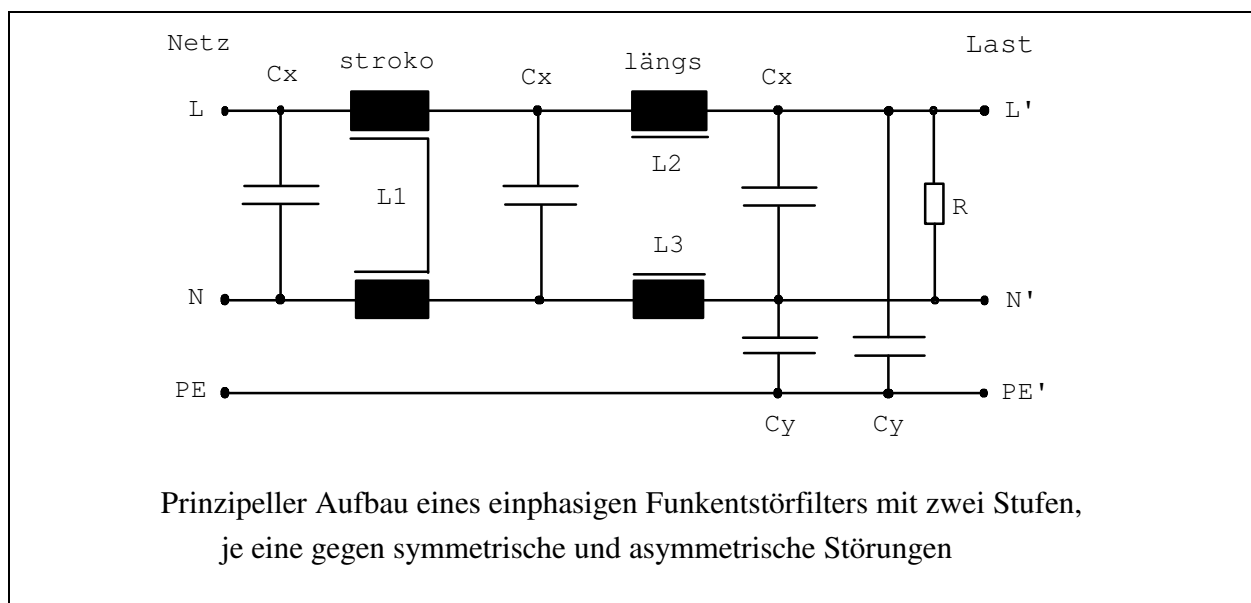 Netz
Last
stroko
längs
Cx
Cx
Cx
L
L'
L1
L2
R
L3
N
N'
PE
PE'
Cy
Cy
Prinzipeller Aufbau eines einphasigen Funkentstörfilters mit zwei Stufen,
je eine gegen symmetrische und asymmetrische Störungen